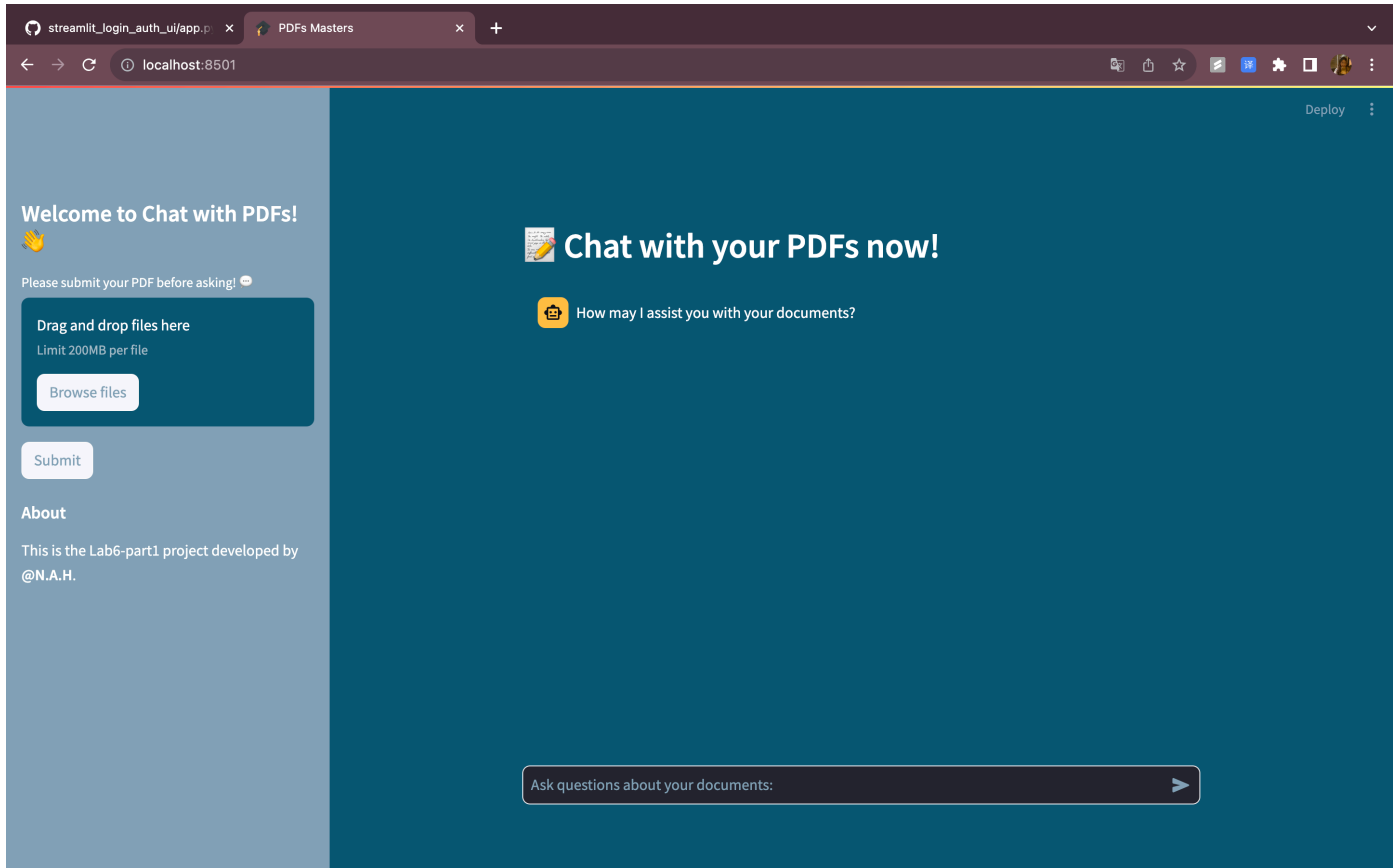 streamlit_login_auth_ui/app.p
PDFs Masters
localhost:8501
译
Deploy
Welcome to Chat with PDFs!
👋
Please submit your PDF before asking! 💬
Drag and drop files here
Limit 200MB per file
Browse files
Submit
About
This is the Lab6-part1 project developed by
@N.A.H.
📝 Chat with your PDFs now!
How may I assist you with your documents?
Ask questions about your documents: